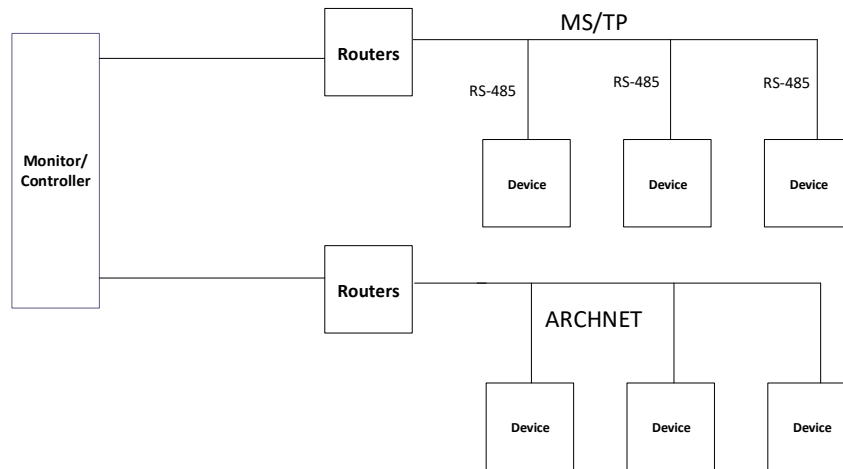 MS/TP
Routers
RS-485
RS-485
RS-485
Monitor/
Controller
Device
Device
Device
Routers
ARCHNET
Device
Device
Device